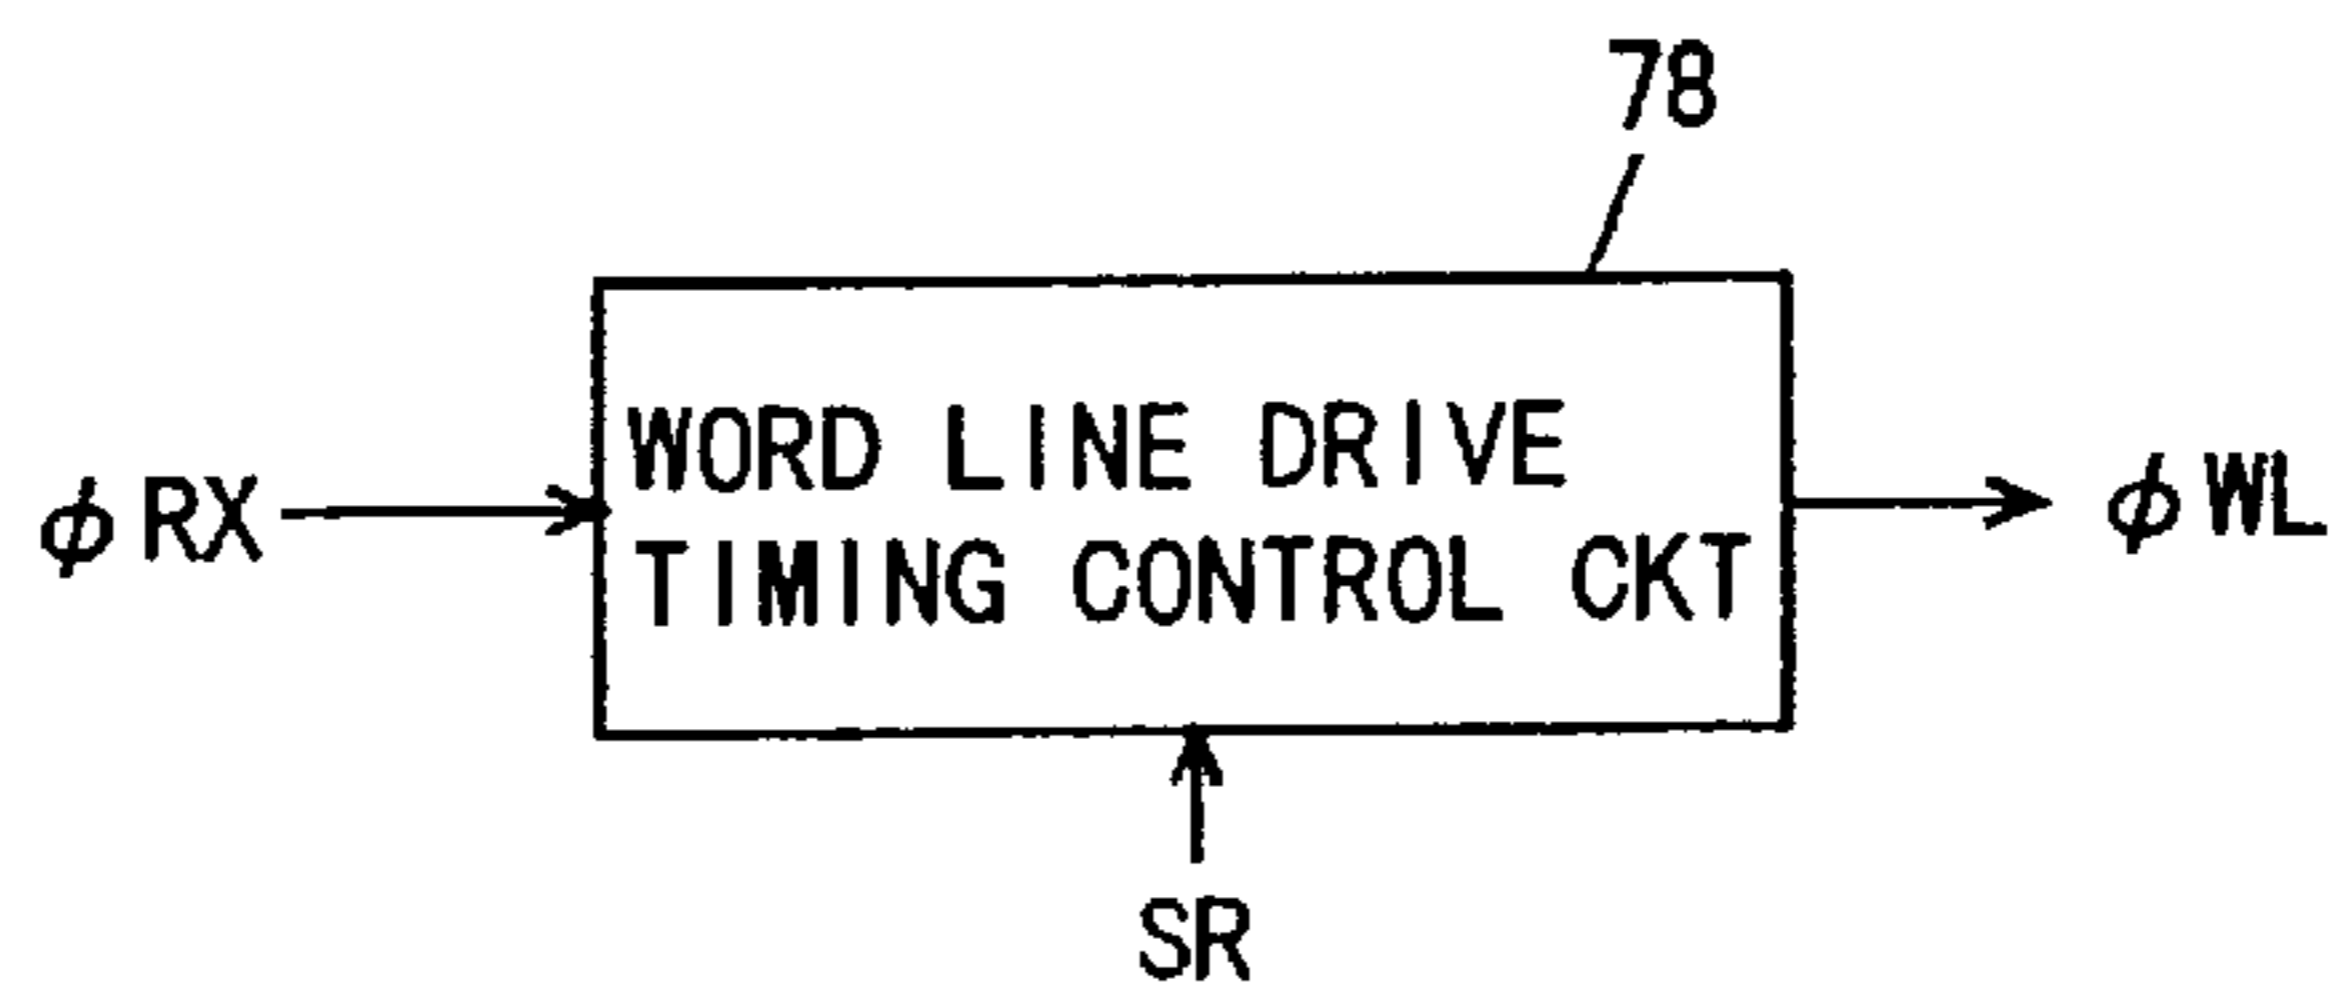 78
WORD LINE DRIVE
φRX
φWL
TIMING CONTROL CKT
SR